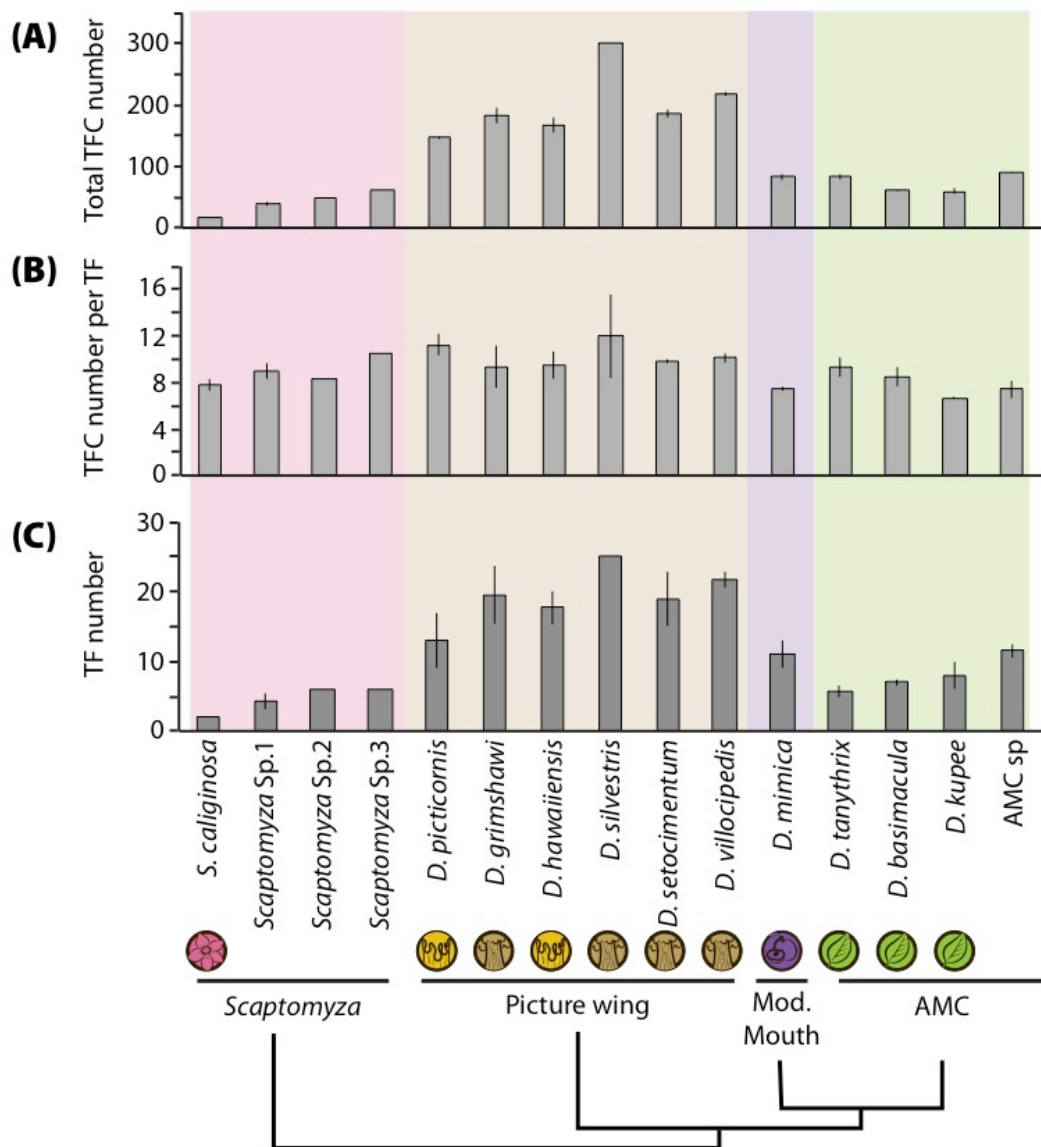 (A)
Total TFC number
300
200
100
0
(B)
TFC number per TF
16
12
8
4
0
(C)
TF number
30
20
10
0
S. caliginosa
Scaptomyza Sp.1
Scaptomyza Sp.2
Scaptomyza Sp.3
D. picticornis
D. grimshawi
D. hawaiiensis
D. silvestris
D. setocimentum
D. villocipedis
D. mimica
D. tanythrix
D. basimacula
D. kupee
AMC sp
Scaptomyza
Picture wing
Mod.
Mouth
AMC